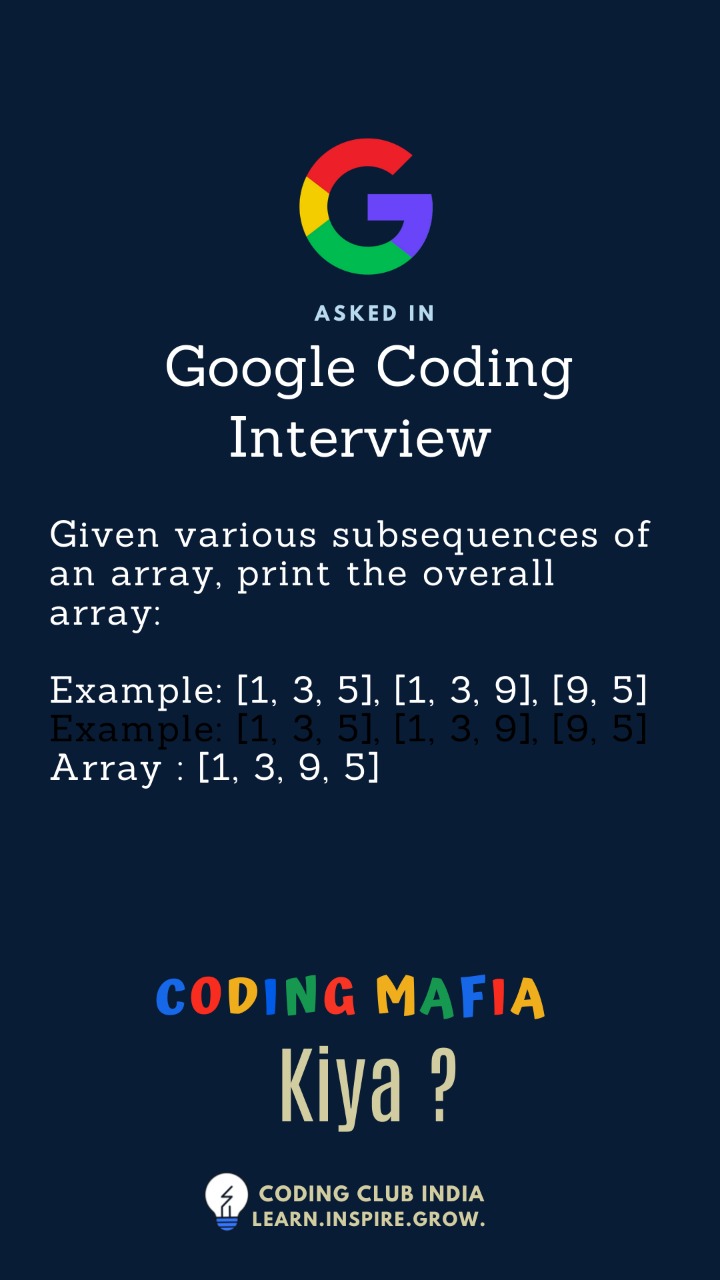 ASKED IN
Google Coding
Interview
Given various subsequences of
an array, print the overall
array:
Example: [1, 3, 5], [1, 3, 9], [9, 5]
Example: [1, 3, 5], [1, 3, 9], [9, 5]
Array : [1, 3, 9, 5]
CODING MAFIA
Kiya ?
CODING CLUB INDIA
LEARN.INSPIRE.GROW.